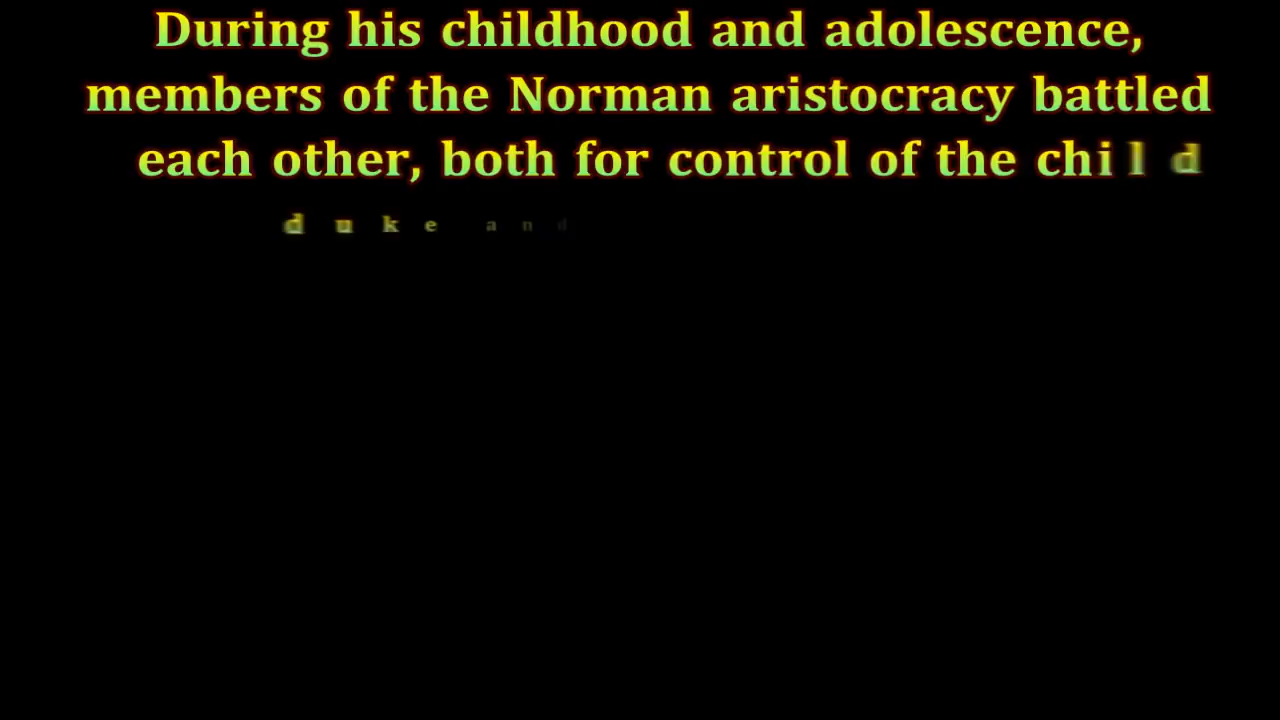 During his childhood and adolescence,
members of the Norman aristocracy battled
each other, both for control of the child
duke and